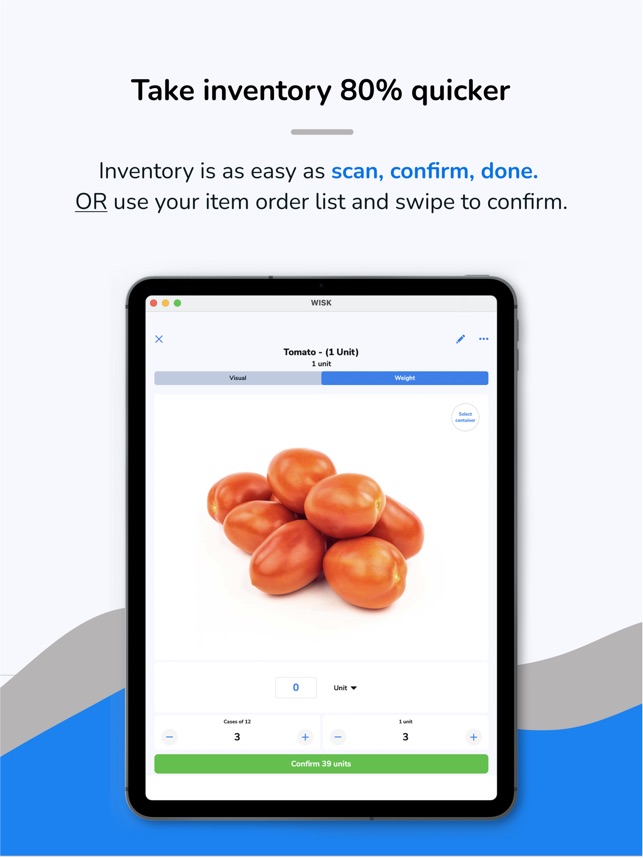 Take inventory 80% quicker
Inventory is as easy as scan, confirm, done.
OR use your item order list and swipe to confirm.
WISK
Tomato - (1 Unit)
1 unit
Visual
Weight
Select
container
0
Unit
Cases of 12
1 unit
− 3 +
− 3 +
Confirm 39 units